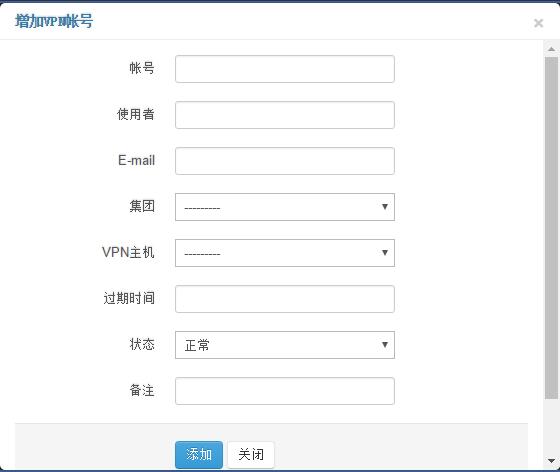 增加VPN帐号
×
帐号
使用者
E-mail
集团 ---------
VPN主机 ---------
过期时间
状态 正常
备注
添加 关闭